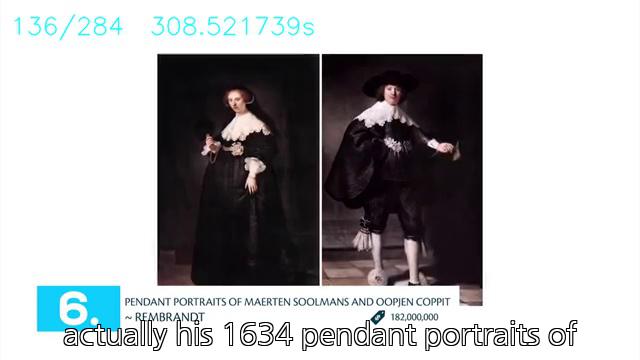 136/284 308.521739s
6.
PENDANT PORTRAITS OF MAERTEN SOOLMANS AND OOPJEN COPPIT
~ REMBRANDT
182,000,000
actually his 1634 pendant portraits of